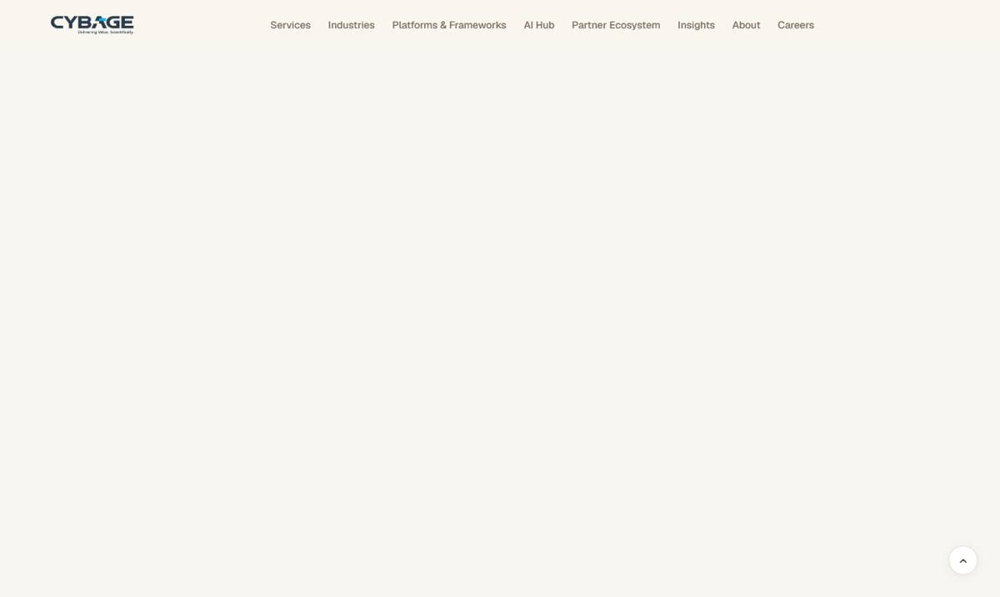 CYBAGE
Delivering Value. Scientifically.
Services Industries Platforms & Frameworks AI Hub Partner Ecosystem Insights About Careers